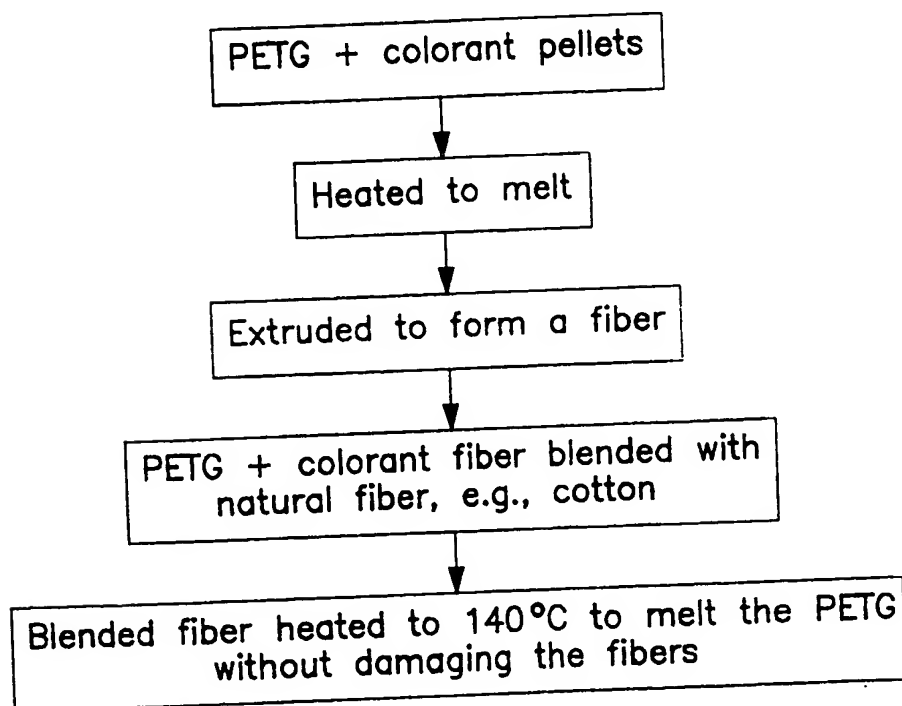 PETG + colorant pellets
Heated to melt
Extruded to form a fiber
PETG + colorant fiber blended with
natural fiber, e.g., cotton
Blended fiber heated to 140°C to melt the PETG
without damaging the fibers